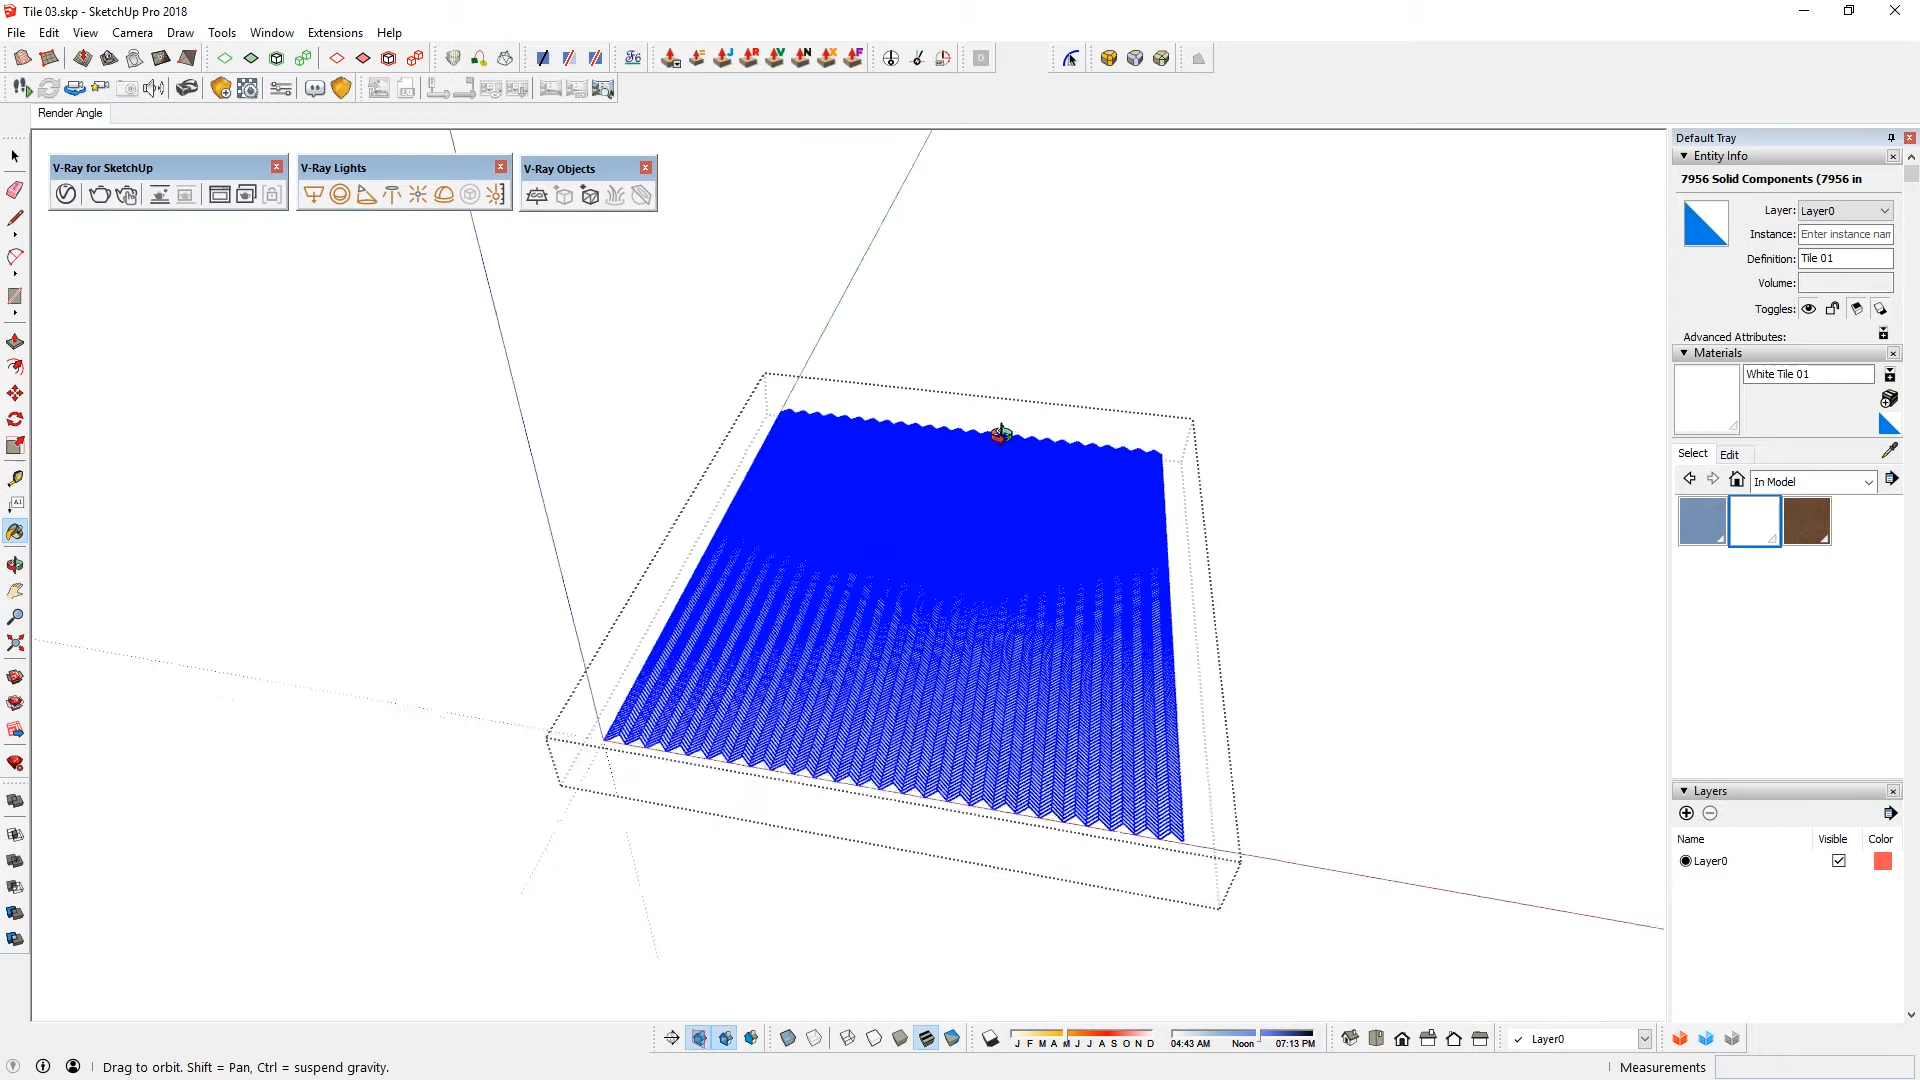 Tile 03.skp - SketchUp Pro 2018
File Edit View Camera Draw Tools Window Extensions Help
Render Angle
V-Ray for SketchUp
V-Ray Lights
V-Ray Objects
Default Tray
Entity Info
7956 Solid Components (7956 in
Layer: Layer0
Instance: Enter instance nam
Definition: Tile 01
Volume:
Toggles:
Advanced Attributes:
Materials
White Tile 01
Select Edit
In Model
Layers
Name Visible Color
Layer0
J F M A M J J A S O N D
04:43 AM Noon 07:13 PM
Layer0
Drag to orbit. Shift = Pan, Ctrl = suspend gravity.
Measurements